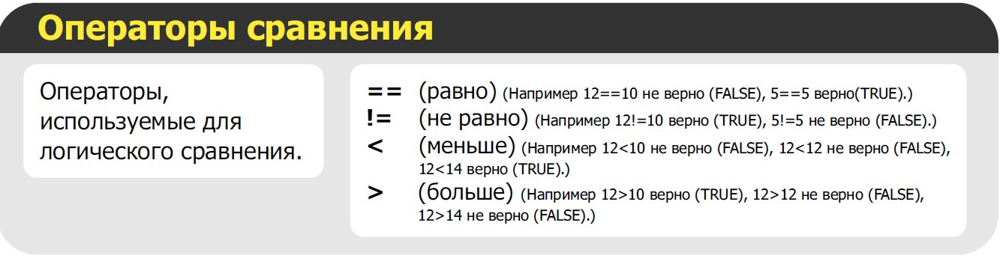 Операторы сравнения
Операторы,
используемые для
логического сравнения.
== (равно) (Например 12==10 не верно (FALSE), 5==5 верно(TRUE).)
!= (не равно) (Например 12!=10 верно (TRUE), 5!=5 не верно (FALSE).)
< (меньше) (Например 12<10 не верно (FALSE), 12<12 не верно (FALSE),
12<14 верно (TRUE).)
> (больше) (Например 12>10 верно (TRUE), 12>12 не верно (FALSE),
12>14 не верно (FALSE).)